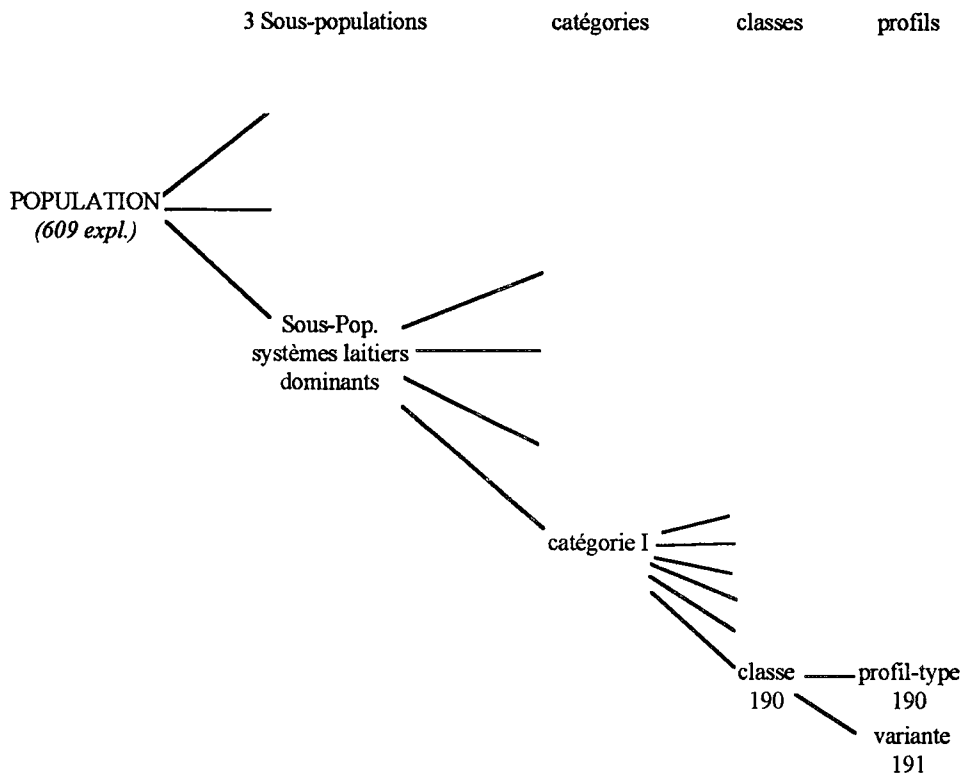 3 Sous-populations catégories classes profils
POPULATION
(609 expl.)
Sous-Pop.
systèmes laitiers
dominants
catégorie I
classe profil-type
190 190
variante
191